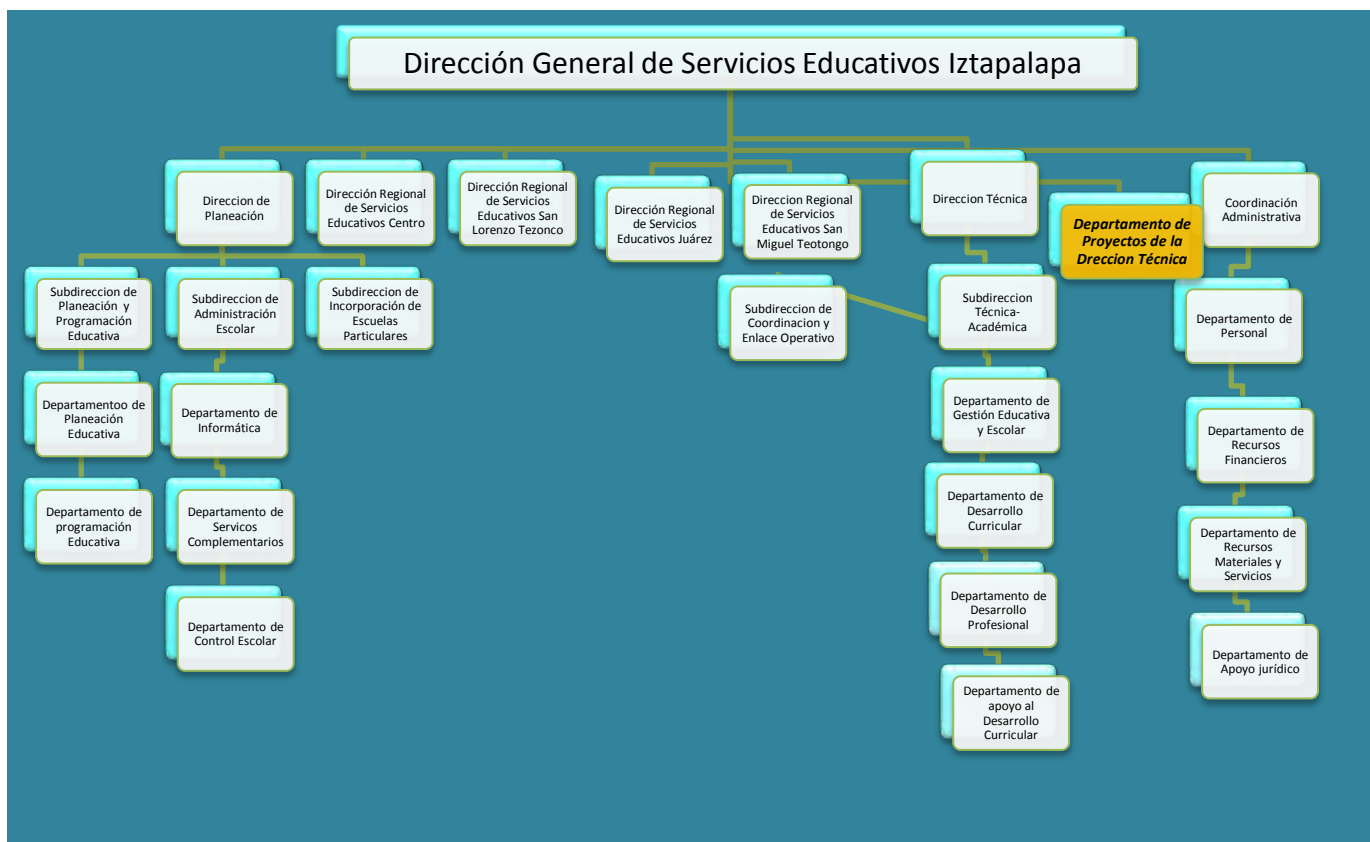 Dirección General de Servicios Educativos Iztapalapa
Direccion de
Planeación
Dirección Regional
de Servicios
Educativos Centro
Dirección Regional
de Servicios
Educativos San
Lorenzo Tezonco
Dirección Regional
de Servicios
Educativos Juárez
Direccion Regional
de Servicios
Educativos San
Miguel Teotongo
Direccion Técnica
Departamento de
Proyectos de la
Dreccion Técnica
Coordinación
Administrativa
Subdireccion de
Planeación y
Programación
Educativa
Subdireccion de
Administración
Escolar
Subdireccion de
Incorporación de
Escuelas
Particulares
Subdireccion de
Coordinacion y
Enlace Operativo
Subdireccion
Técnica-
Académica
Departamento de
Personal
Departamentoo de
Planeación
Educativa
Departamento de
Informática
Departamento de
Gestión Educativa
y Escolar
Departamento de
Recursos
Financieros
Departamento de
programación
Educativa
Departamento de
Servicos
Complementarios
Departamento de
Desarrollo
Curricular
Departamento de
Recursos
Materiales y
Servicios
Departamento de
Control Escolar
Departamento de
Desarrollo
Profesional
Departamento de
Apoyo jurídico
Departamento de
apoyo al
Desarrollo
Curricular